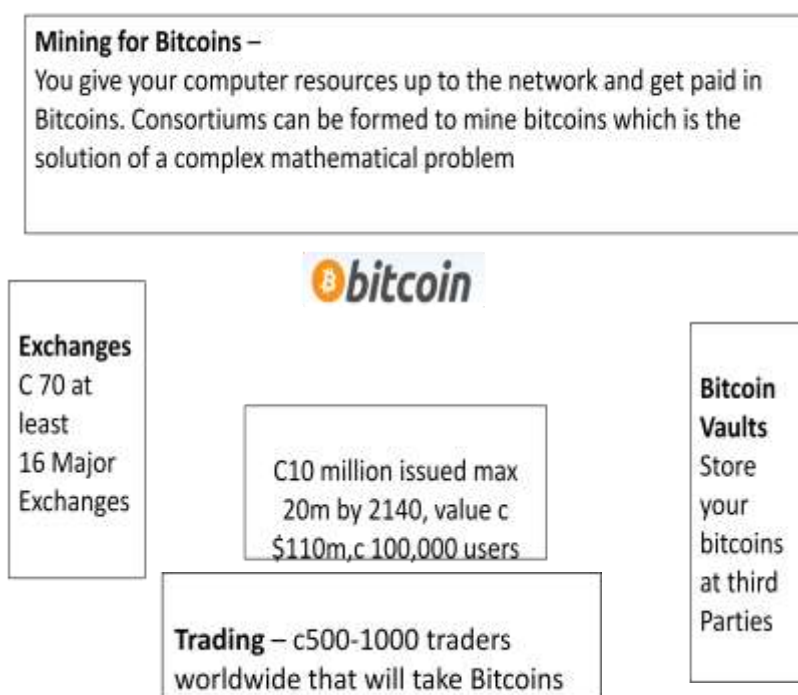 Mining for Bitcoins –
You give your computer resources up to the network and get paid in
Bitcoins. Consortiums can be formed to mine bitcoins which is the
solution of a complex mathematical problem
bitcoin
Exchanges
C 70 at
least
16 Major
Exchanges
C10 million issued max
20m by 2140, value c
$110m,c 100,000 users
Bitcoin
Vaults
Store
your
bitcoins
at third
Parties
Trading – c500-1000 traders
worldwide that will take Bitcoins